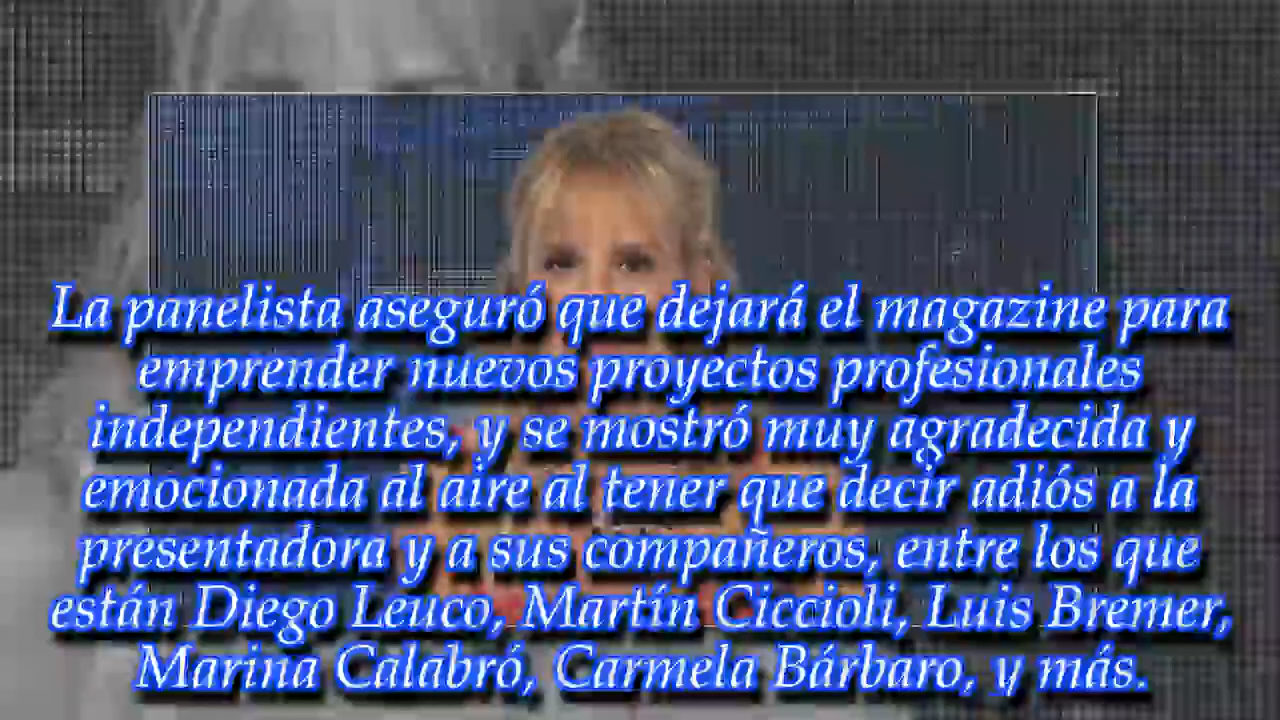 La panelista aseguró que dejará el magazine para
emprender nuevos proyectos profesionales
independientes, y se mostró muy agradecida y
emocionada al aire al tener que decir adiós a la
presentadora y a sus compañeros, entre los que
están Diego Leuco, Martín Ciccioli, Luis Bremer,
Marina Calabró, Carmela Bárbaro, y más.